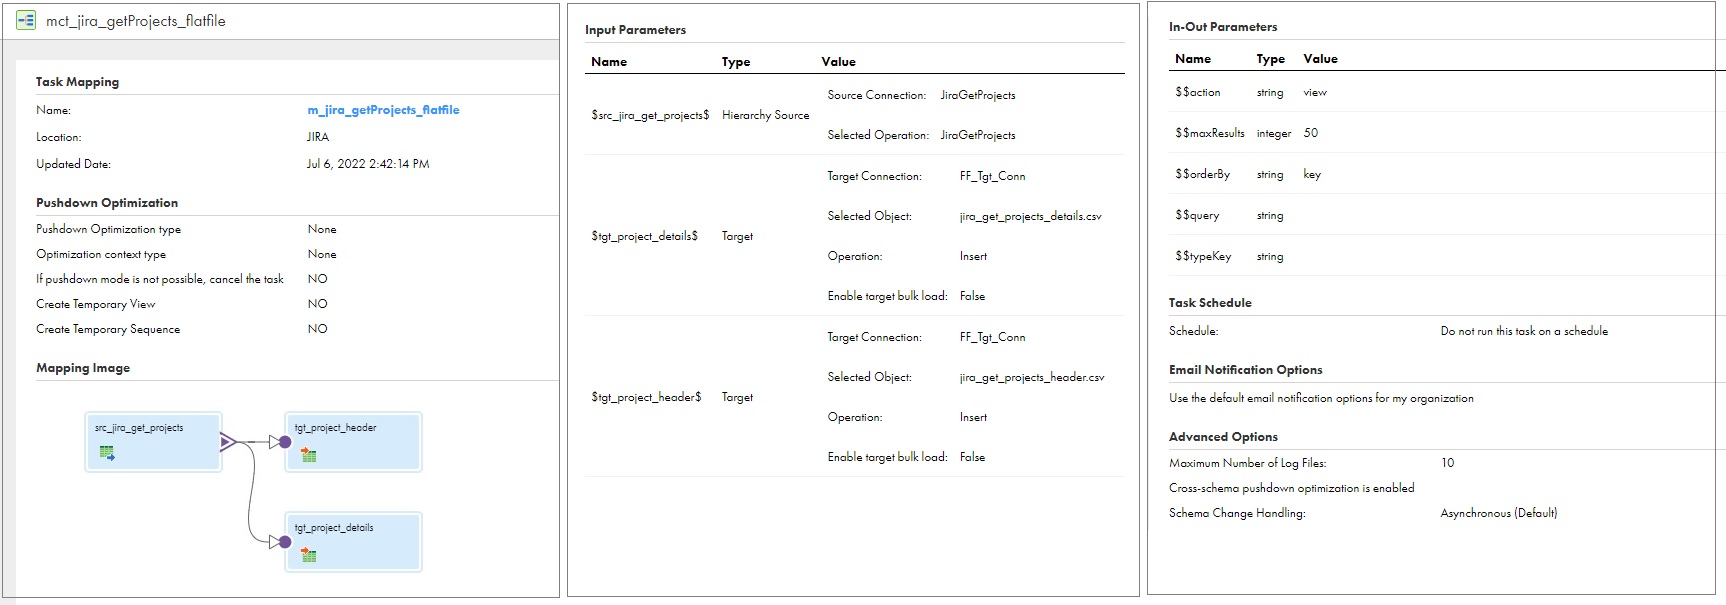 mct_jira_getProjects_flatfile
Task Mapping
Name: m_jira_getProjects_flatfile
Location: JIRA
Updated Date: Jul 6, 2022 2:42:14 PM
Pushdown Optimization
Pushdown Optimization type None
Optimization context type None
If pushdown mode is not possible, cancel the task NO
Create Temporary View NO
Create Temporary Sequence NO
Mapping Image
src_jira_get_projects
tgt_project_header
tgt_project_details
Input Parameters
Name Type Value
Source Connection: JiraGetProjects
$src_jira_get_projects$ Hierarchy Source
Selected Operation: JiraGetProjects
Target Connection: FF_Tgt_Conn
Selected Object: jira_get_projects_details.csv
$tgt_project_details$ Target
Operation: Insert
Enable target bulk load: False
Target Connection: FF_Tgt_Conn
Selected Object: jira_get_projects_header.csv
$tgt_project_header$ Target
Operation: Insert
Enable target bulk load: False
In-Out Parameters
Name Type Value
$$action string view
$$maxResults integer 50
$$orderBy string key
$$query string
$$typeKey string
Task Schedule
Schedule: Do not run this task on a schedule
Email Notification Options
Use the default email notification options for my organization
Advanced Options
Maximum Number of Log Files: 10
Cross-schema pushdown optimization is enabled
Schema Change Handling: Asynchronous (Default)